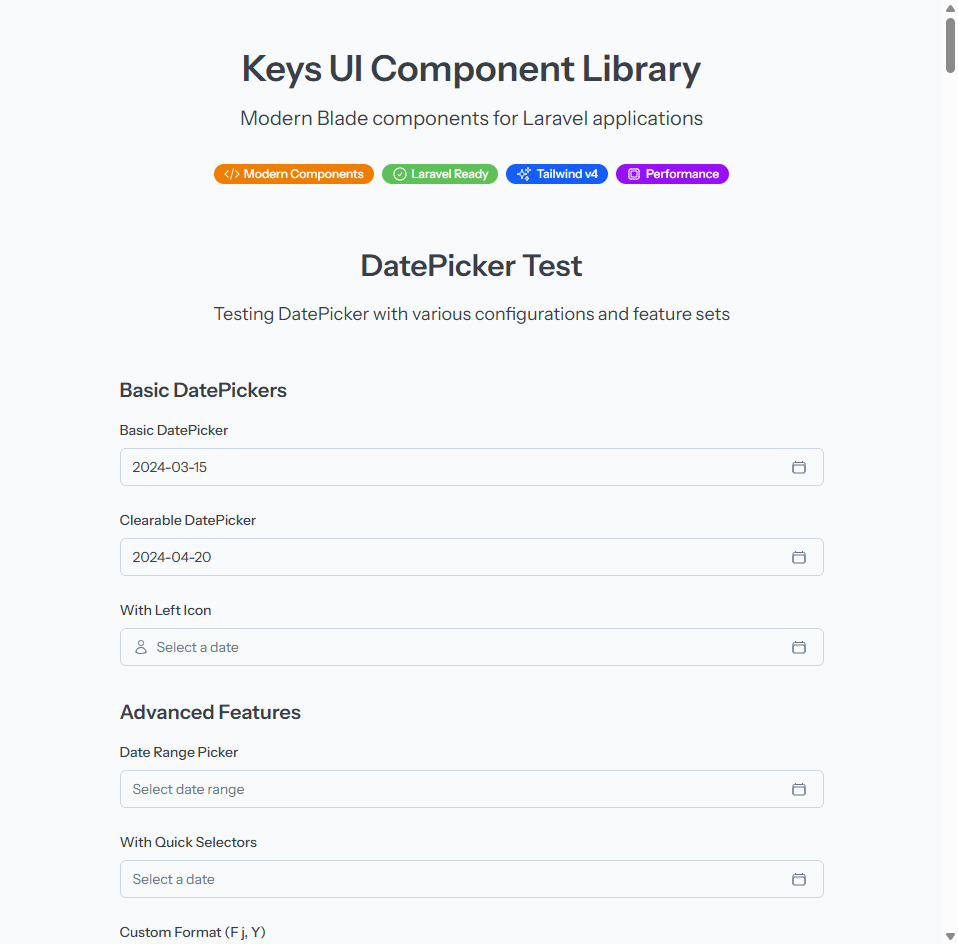 Keys UI Component Library
Modern Blade components for Laravel applications
</> Modern Components
Laravel Ready
Tailwind v4
Performance
DatePicker Test
Testing DatePicker with various configurations and feature sets
Basic DatePickers
Basic DatePicker
2024-03-15
Clearable DatePicker
2024-04-20
With Left Icon
Select a date
Advanced Features
Date Range Picker
Select date range
With Quick Selectors
Select a date
Custom Format (F j, Y)